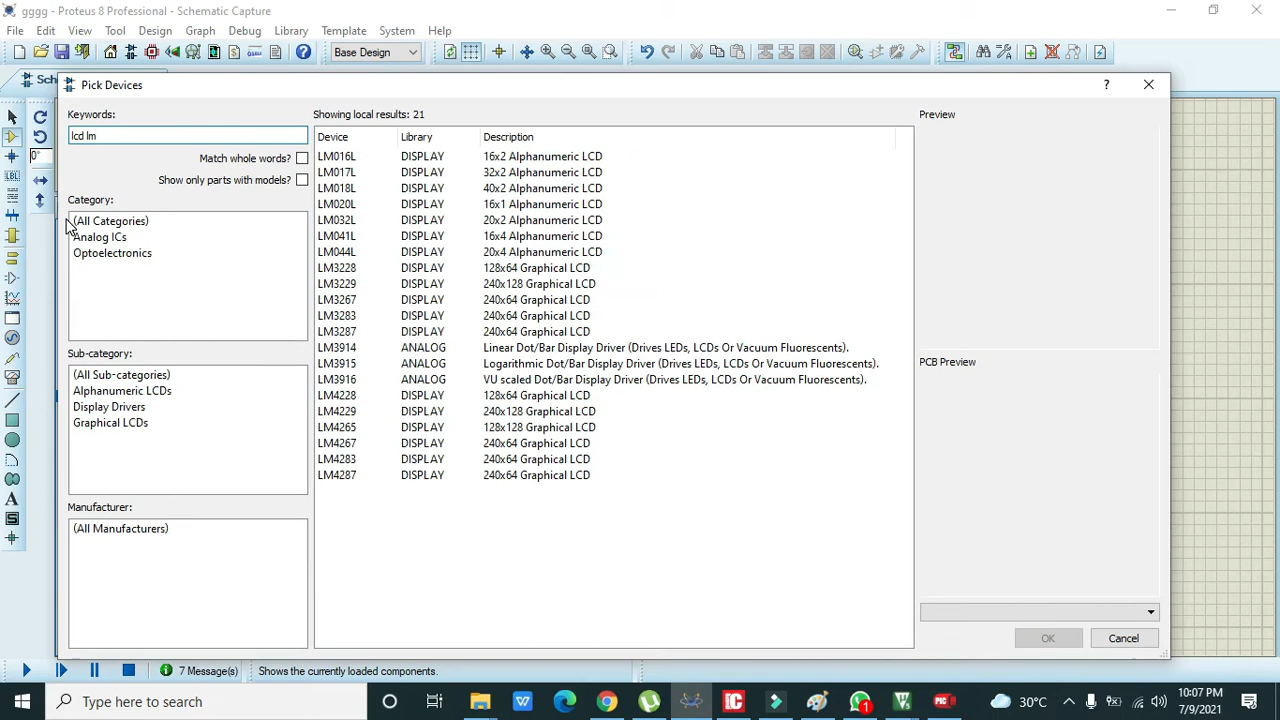 gggg - Proteus 8 Professional - Schematic Capture
File Edit View Tool Design Graph Debug Library Template System Help
Base Design
Sch
Pick Devices
Keywords:
lcd lm
Match whole words?
Show only parts with models?
Category:
(All Categories)
Analog ICs
Optoelectronics
Sub-category:
(All Sub-categories)
Alphanumeric LCDs
Display Drivers
Graphical LCDs
Manufacturer:
(All Manufacturers)
Showing local results: 21
Device Library Description
LM016L DISPLAY 16x2 Alphanumeric LCD
LM017L DISPLAY 32x2 Alphanumeric LCD
LM018L DISPLAY 40x2 Alphanumeric LCD
LM020L DISPLAY 16x1 Alphanumeric LCD
LM032L DISPLAY 20x2 Alphanumeric LCD
LM041L DISPLAY 16x4 Alphanumeric LCD
LM044L DISPLAY 20x4 Alphanumeric LCD
LM3228 DISPLAY 128x64 Graphical LCD
LM3229 DISPLAY 240x128 Graphical LCD
LM3267 DISPLAY 240x64 Graphical LCD
LM3283 DISPLAY 240x64 Graphical LCD
LM3287 DISPLAY 240x64 Graphical LCD
LM3914 ANALOG Linear Dot/Bar Display Driver (Drives LEDs, LCDs Or Vacuum Fluorescents).
LM3915 ANALOG Logarithmic Dot/Bar Display Driver (Drives LEDs, LCDs Or Vacuum Fluorescents).
LM3916 ANALOG VU scaled Dot/Bar Display Driver (Drives LEDs, LCDs Or Vacuum Fluorescents).
LM4228 DISPLAY 128x64 Graphical LCD
LM4229 DISPLAY 240x128 Graphical LCD
LM4265 DISPLAY 128x128 Graphical LCD
LM4267 DISPLAY 240x64 Graphical LCD
LM4283 DISPLAY 240x64 Graphical LCD
LM4287 DISPLAY 240x64 Graphical LCD
Preview
PCB Preview
OK Cancel
0°
LBL
7 Message(s) Shows the currently loaded components.
Type here to search
30°C
10:07 PM
7/9/2021